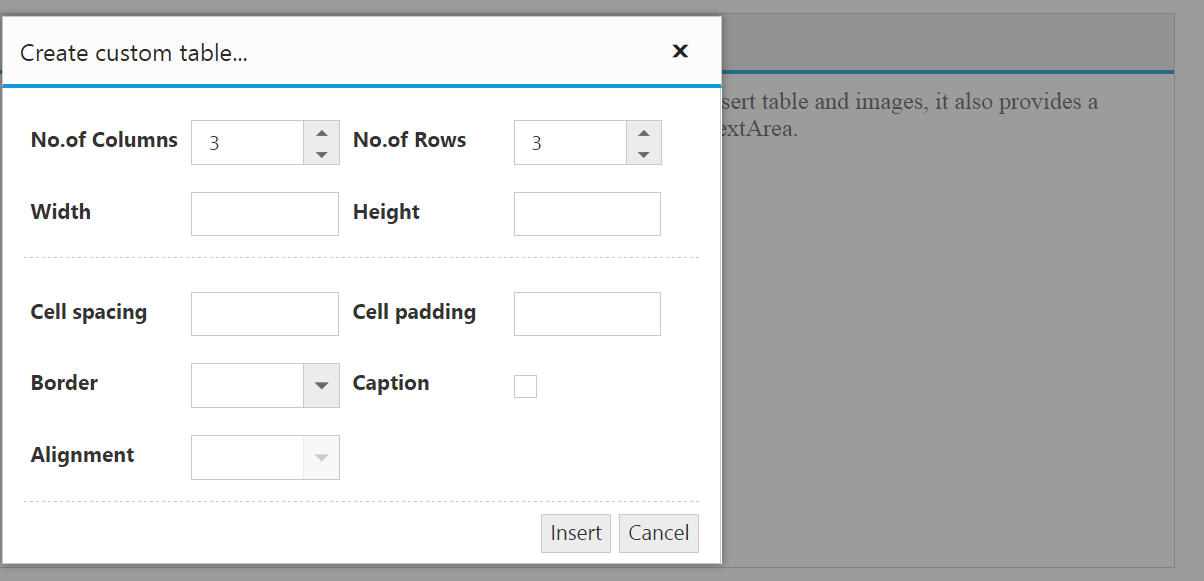 Create custom table...
sert table and images, it also provides a
extArea.
No.of Columns 3 No.of Rows 3
Width Height
Cell spacing Cell padding
Border Caption
Alignment
Insert Cancel